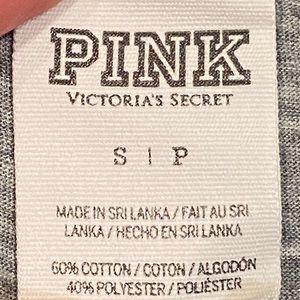 PINK
VICTORIA'S SECRET
S | P
MADE IN SRI LANKA / FAIT AU SRI
LANKA / HECHO EN SRI LANKA
60% COTTON / COTON / ALGODÓN
40% POLYESTER / POLIÉSTER